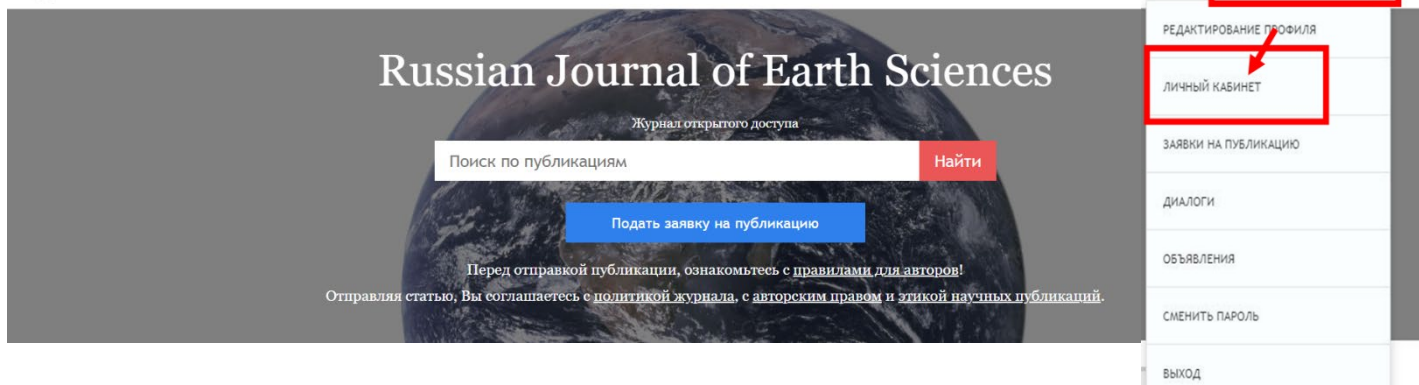 Russian Journal of Earth Sciences
Журнал открытого доступа
Поиск по публикациям
Найти
Подать заявку на публикацию
Перед отправкой публикации, ознакомьтесь с правилами для авторов!
Отправляя статью, Вы соглашаетесь с политикой журнала, с авторским правом и этикой научных публикаций.
РЕДАКТИРОВАНИЕ ПРОФИЛЯ
ЛИЧНЫЙ КАБИНЕТ
ЗАЯВКИ НА ПУБЛИКАЦИЮ
ДИАЛОГИ
ОБЪЯВЛЕНИЯ
СМЕНИТЬ ПАРОЛЬ
ВЫХОД